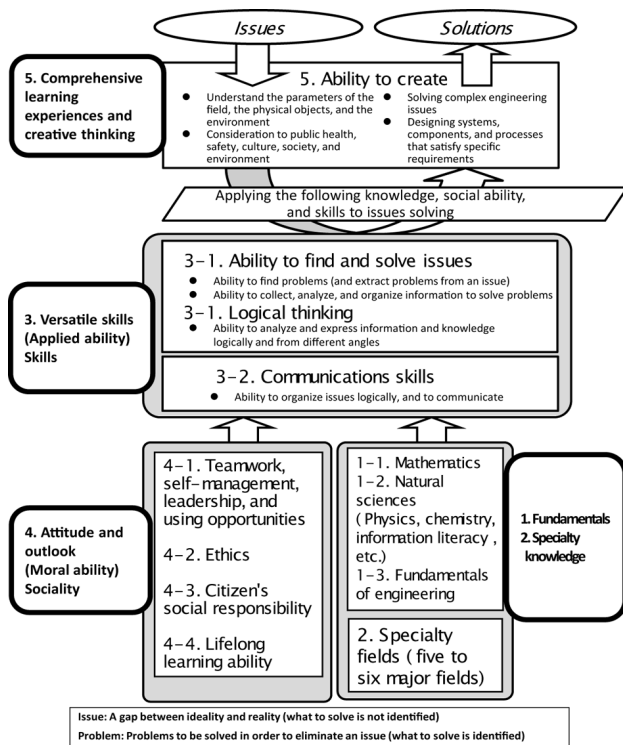 Issues
Solutions
5. Comprehensive
learning
experiences and
creative thinking
5. Ability to create
● Understand the parameters of the
field, the physical objects, and the
environment
● Consideration to public health,
safety, culture, society, and
environment
● Solving complex engineering
issues
● Designing systems,
components, and processes
that satisfy specific
requirements
Applying the following knowledge, social ability,
and skills to issues solving
3. Versatile skills
(Applied ability)
Skills
3-1. Ability to find and solve issues
● Ability to find problems (and extract problems from an issue)
● Ability to collect, analyze, and organize information to solve problems
3-1. Logical thinking
● Ability to analyze and express information and knowledge
logically and from different angles
3-2. Communications skills
● Ability to organize issues logically, and to communicate
4. Attitude and
outlook
(Moral ability)
Sociality
4-1. Teamwork,
self-management,
leadership, and
using opportunities
4-2. Ethics
4-3. Citizen's
social responsibility
4-4. Lifelong
learning ability
1-1. Mathematics
1-2. Natural
sciences
( Physics, chemistry,
information literacy ,
etc.)
1-3. Fundamentals
of engineering
2. Specialty
fields ( five to
six major fields)
1. Fundamentals
2. Specialty
knowledge
Issue: A gap between ideality and reality (what to solve is not identified)
Problem: Problems to be solved in order to eliminate an issue (what to solve is identified)